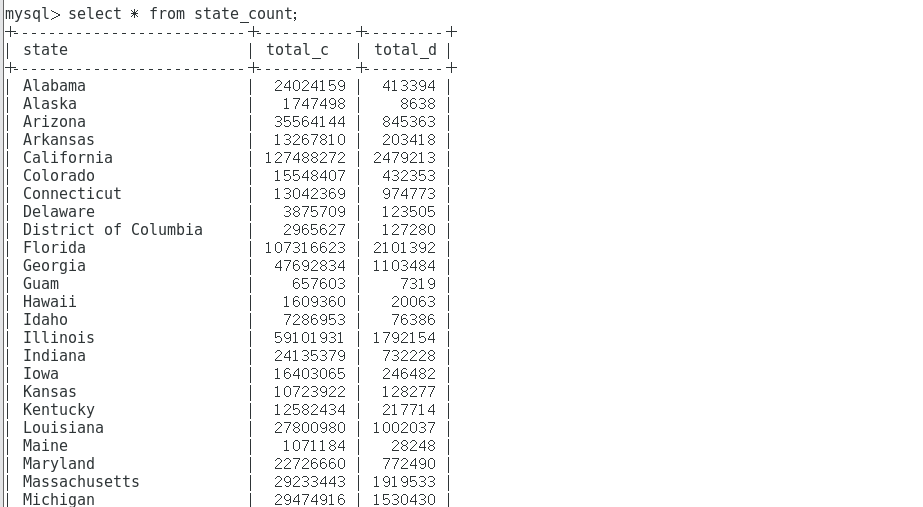 mysql> select * from state_count;
+--------------------------+-----------+---------+
| state                    | total_c   | total_d |
+--------------------------+-----------+---------+
| Alabama                  |  24024159 |  413394 |
| Alaska                   |   1747498 |    8638 |
| Arizona                  |  35564144 |  845363 |
| Arkansas                 |  13267810 |  203418 |
| California               | 127488272 | 2479213 |
| Colorado                 |  15548407 |  432353 |
| Connecticut              |  13042369 |  974773 |
| Delaware                 |   3875709 |  123505 |
| District of Columbia     |   2965627 |  127280 |
| Florida                  | 107316623 | 2101392 |
| Georgia                  |  47692834 | 1103484 |
| Guam                     |    657603 |    7319 |
| Hawaii                   |   1609360 |   20063 |
| Idaho                    |   7286953 |   76386 |
| Illinois                 |  59101931 | 1792154 |
| Indiana                  |  24135379 |  732228 |
| Iowa                     |  16403065 |  246482 |
| Kansas                   |  10723922 |  128277 |
| Kentucky                 |  12582434 |  217714 |
| Louisiana                |  27800980 | 1002037 |
| Maine                    |   1071184 |   28248 |
| Maryland                 |  22726660 |  772490 |
| Massachusetts            |  29233443 | 1919533 |
| Michigan                 |  29474916 | 1530430 |